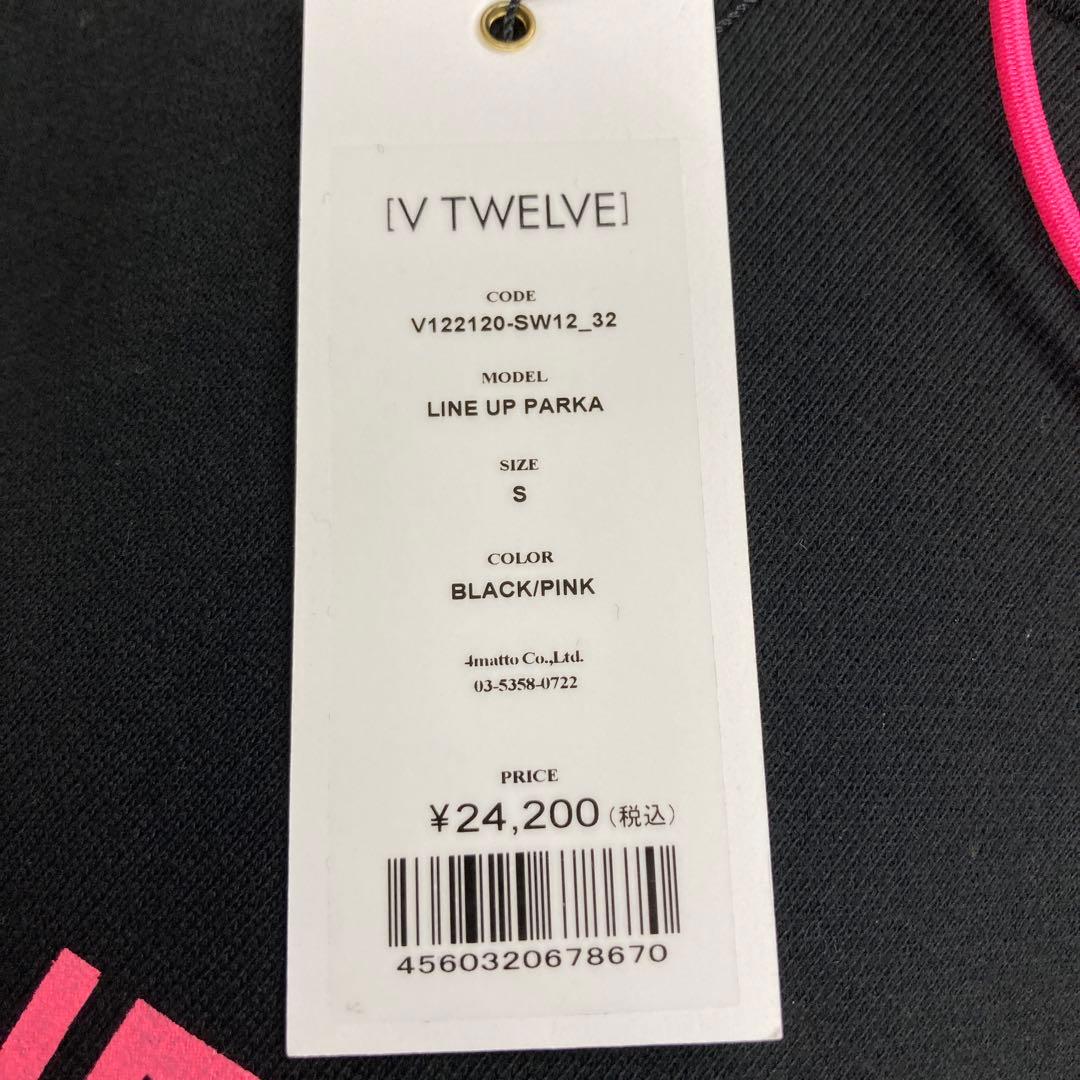 [V TWELVE]
CODE
V122120-SW12_32
MODEL
LINE UP PARKA
SIZE
S
COLOR
BLACK/PINK
4matto Co.,Ltd.
03-5358-0722
PRICE
¥24,200(税込)
4560320678670